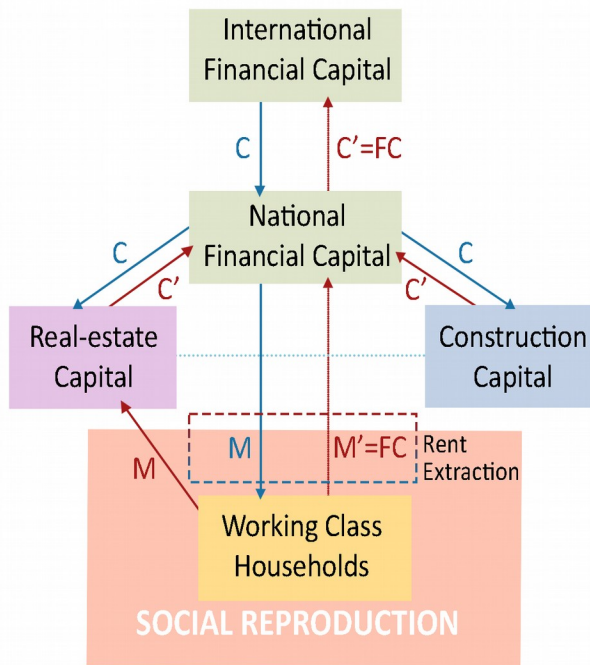 International
Financial Capital
C
C'=FC
National
Financial Capital
C
C'
C'
C
Real-estate
Capital
Construction
Capital
M
M
M'=FC
Rent
Extraction
Working Class
Households
SOCIAL REPRODUCTION